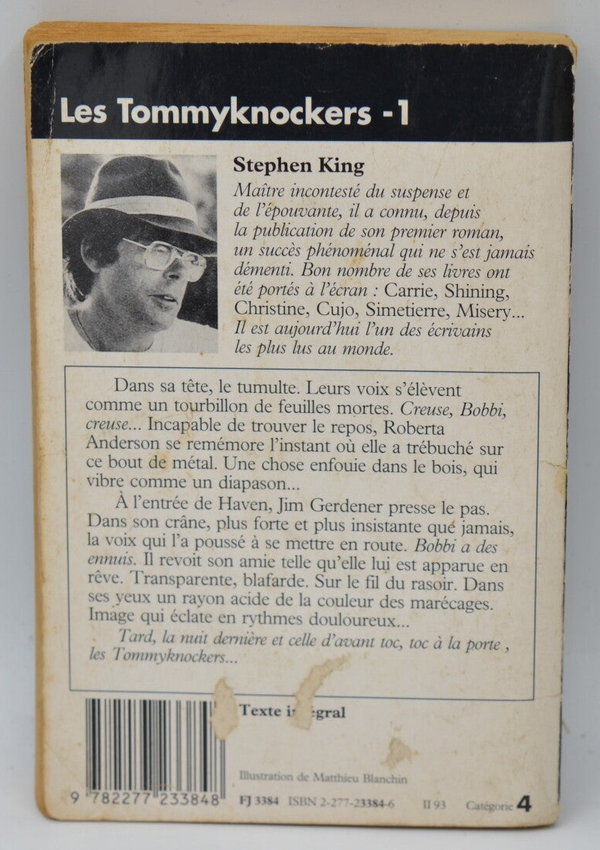 Les Tommyknockers -1
Stephen King
Maître incontesté du suspense et
de l'épouvante, il a connu, depuis
la publication de son premier roman,
un succès phénoménal qui ne s'est jamais
démenti. Bon nombre de ses livres ont
été portés à l'écran : Carrie, Shining,
Christine, Cujo, Simetierre, Misery...
Il est aujourd'hui l'un des écrivains
les plus lus au monde.
Dans sa tête, le tumulte. Leurs voix s'élèvent
comme un tourbillon de feuilles mortes. Creuse, Bobbi,
creuse... Incapable de trouver le repos, Roberta
Anderson se remémore l'instant où elle a trébuché sur
ce bout de métal. Une chose enfouie dans le bois, qui
vibre comme un diapason...
À l'entrée de Haven, Jim Gerdener presse le pas.
Dans son crâne, plus forte et plus insistante que jamais,
la voix qui l'a poussé à se mettre en route. Bobbi a des
ennuis. Il revoit son amie telle qu'elle lui est apparue en
rêve. Transparente, blafarde. Sur le fil du rasoir. Dans
ses yeux un rayon acide de la couleur des marécages.
Image qui éclate en rythmes douloureux...
Tard, la nuit dernière et celle d'avant toc, toc à la porte ,
les Tommyknockers...
Texte intégral
Illustration de Matthieu Blanchin
9 782277 233848
FJ 3384 ISBN 2-277-23384-6 II 93 Catégorie 4